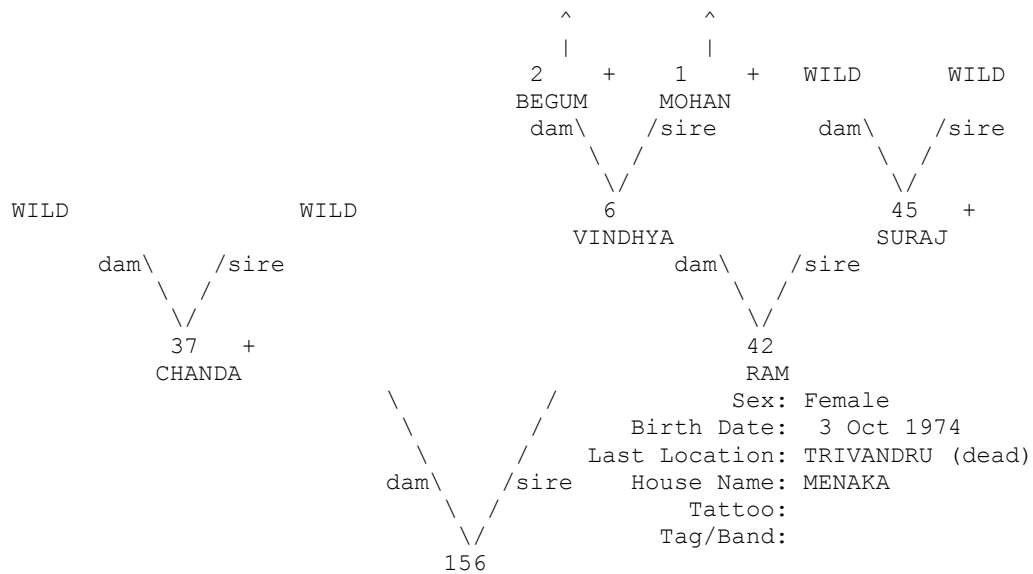 ^ ^
| |
2 + 1 + WILD WILD
BEGUM MOHAN
dam\ /sire dam\ /sire
\ / \ /
\/ \/
WILD WILD 6 45 +
VINDHYA SURAJ
dam\ /sire dam\ /sire
\ / \ /
\/ \/
37 + 42
CHANDA RAM
\ / Sex: Female
\ / Birth Date: 3 Oct 1974
\ / Last Location: TRIVANDRU (dead)
dam\ /sire House Name: MENAKA
\ / Tattoo:
\/ Tag/Band:
156